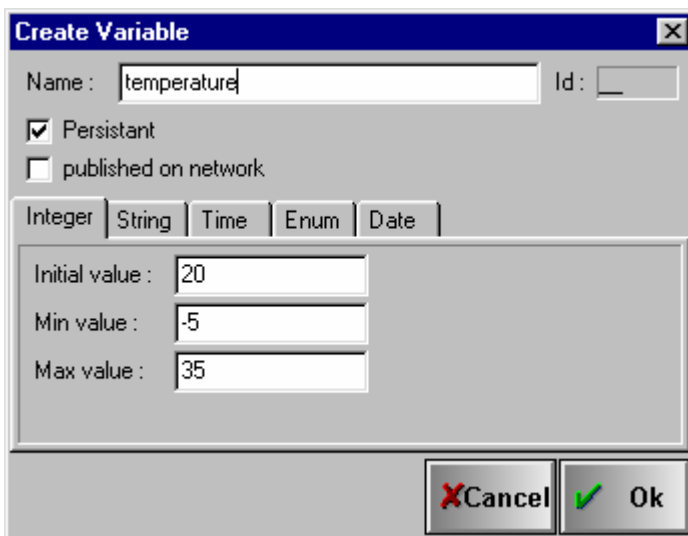 Create Variable
Name : temperature Id : __
Persistant
published on network
Integer String Time Enum Date
Initial value : 20
Min value : -5
Max value : 35
Cancel Ok